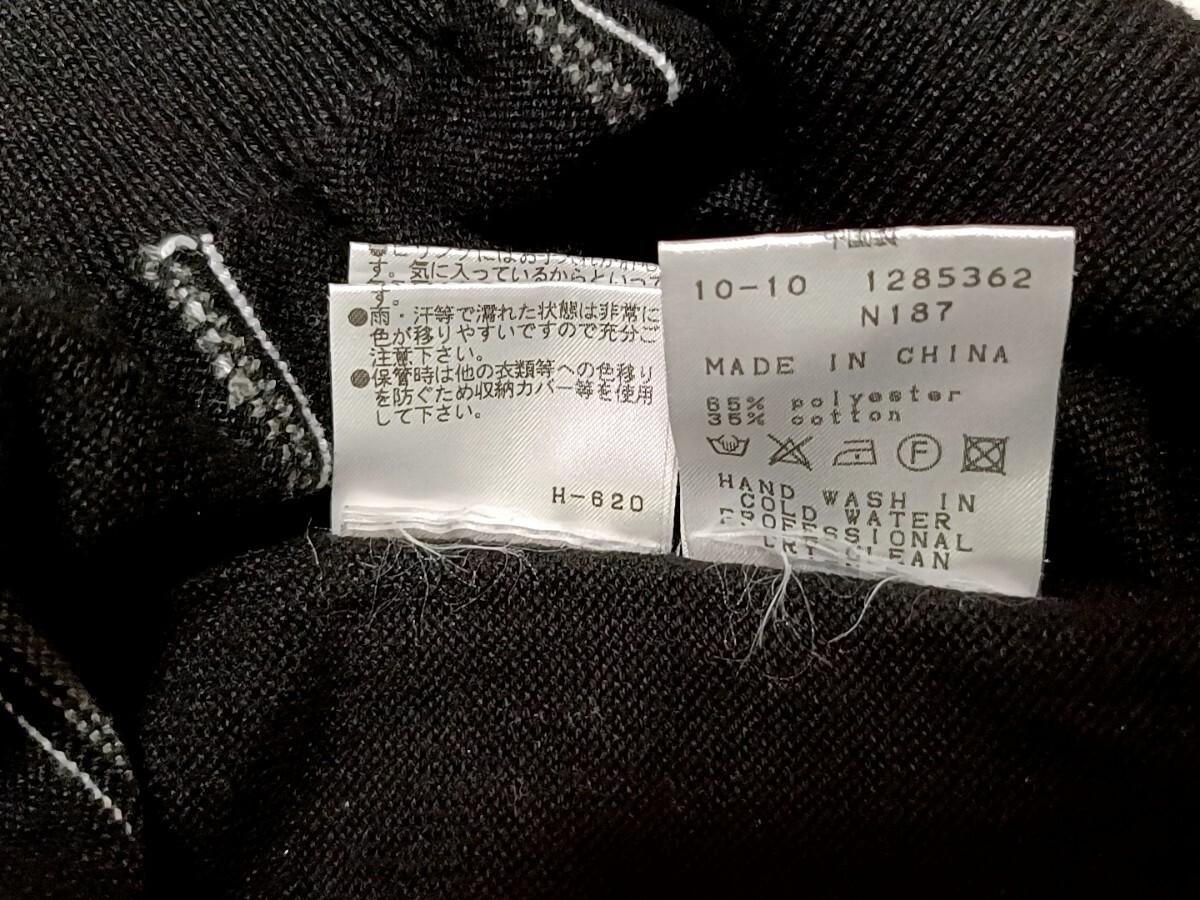 す。気に入っているからといって
す。
●雨・汗等で濡れた状態は非常に
色が移りやすいですので充分ご
注意下さい。
●保管時は他の衣類等への色移り
を防ぐため収納カバー等を使用
して下さい。
H-620
中国製
10-10 1285362
N187
MADE IN CHINA
65% polyester
35% cotton
F
HAND WASH IN
COLD WATER
PROFESSIONAL
DRY CLEAN